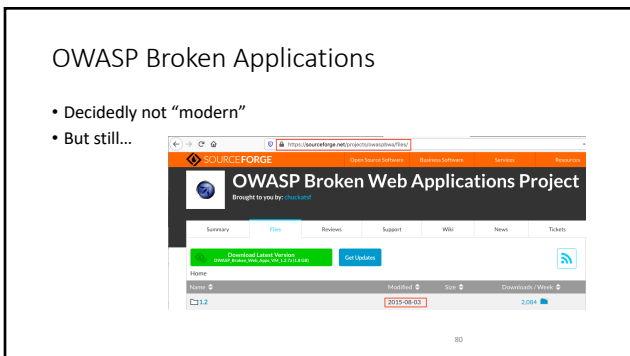 OWASP Broken Applications
• Decidedly not “modern”
• But still…
https://sourceforge.net/projects/owaspbwa/files/
SOURCEFORGE
Open Source Software Business Software Services Resources
OWASP Broken Web Applications Project
Brought to you by: chuckatsf
Summary Files Reviews Support Wiki News Tickets
Download Latest Version
OWASP_Broken_Web_Apps_VM_1.2.7z (1.8 GB)
Get Updates
Home
Name Modified Size Downloads / Week
1.2 2015-08-03 2,084
80